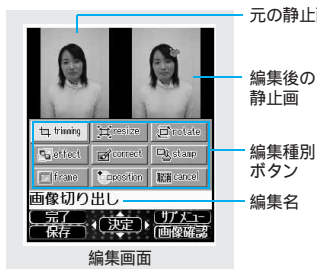 元の静止
編集後の
静止画
trimming resize rotate
effect correct stamp
frame position 取消 cancel
編集種別
ボタン
画像切り出し
編集名
完了 サブメニュー
決定
保存 画像確認
編集画面